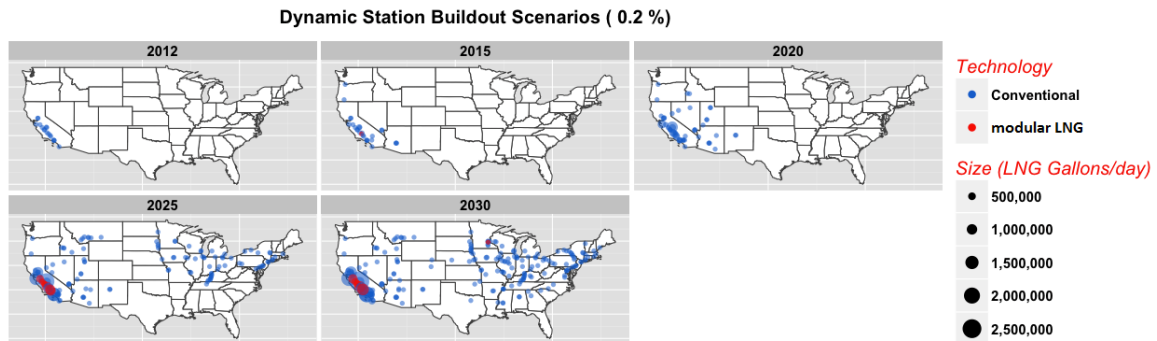 Dynamic Station Buildout Scenarios ( 0.2 %)
2012
2015
2020
2025
2030
Technology
Conventional
modular LNG
Size (LNG Gallons/day)
500,000
1,000,000
1,500,000
2,000,000
2,500,000